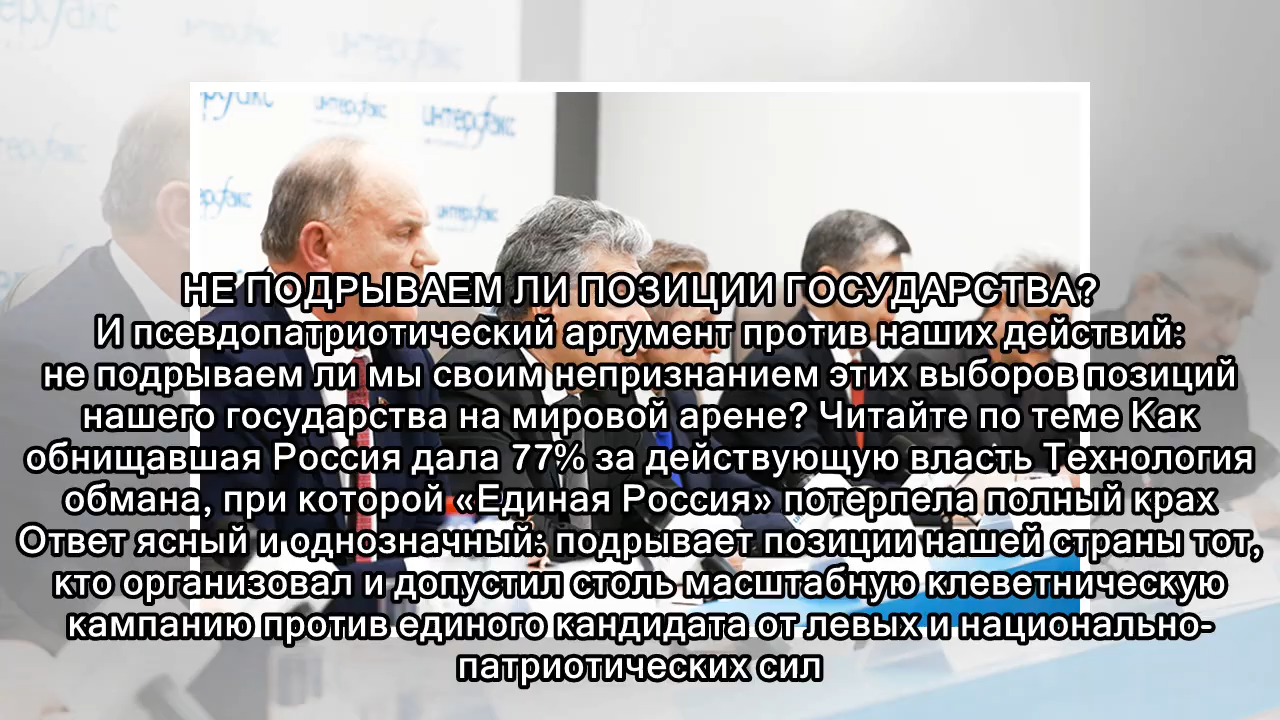 интерфакс
интерфакс
интерфакс
НЕ ПОДРЫВАЕМ ЛИ ПОЗИЦИИ ГОСУДАРСТВА?
И псевдопатриотический аргумент против наших действий:
не подрываем ли мы своим непризнанием этих выборов позиций
нашего государства на мировой арене? Читайте по теме Как
обнищавшая Россия дала 77% за действующую власть Технология
обмана, при которой «Единая Россия» потерпела полный крах
Ответ ясный и однозначный: подрывает позиции нашей страны тот,
кто организовал и допустил столь масштабную клеветническую
кампанию против единого кандидата от левых и национально-
патриотических сил